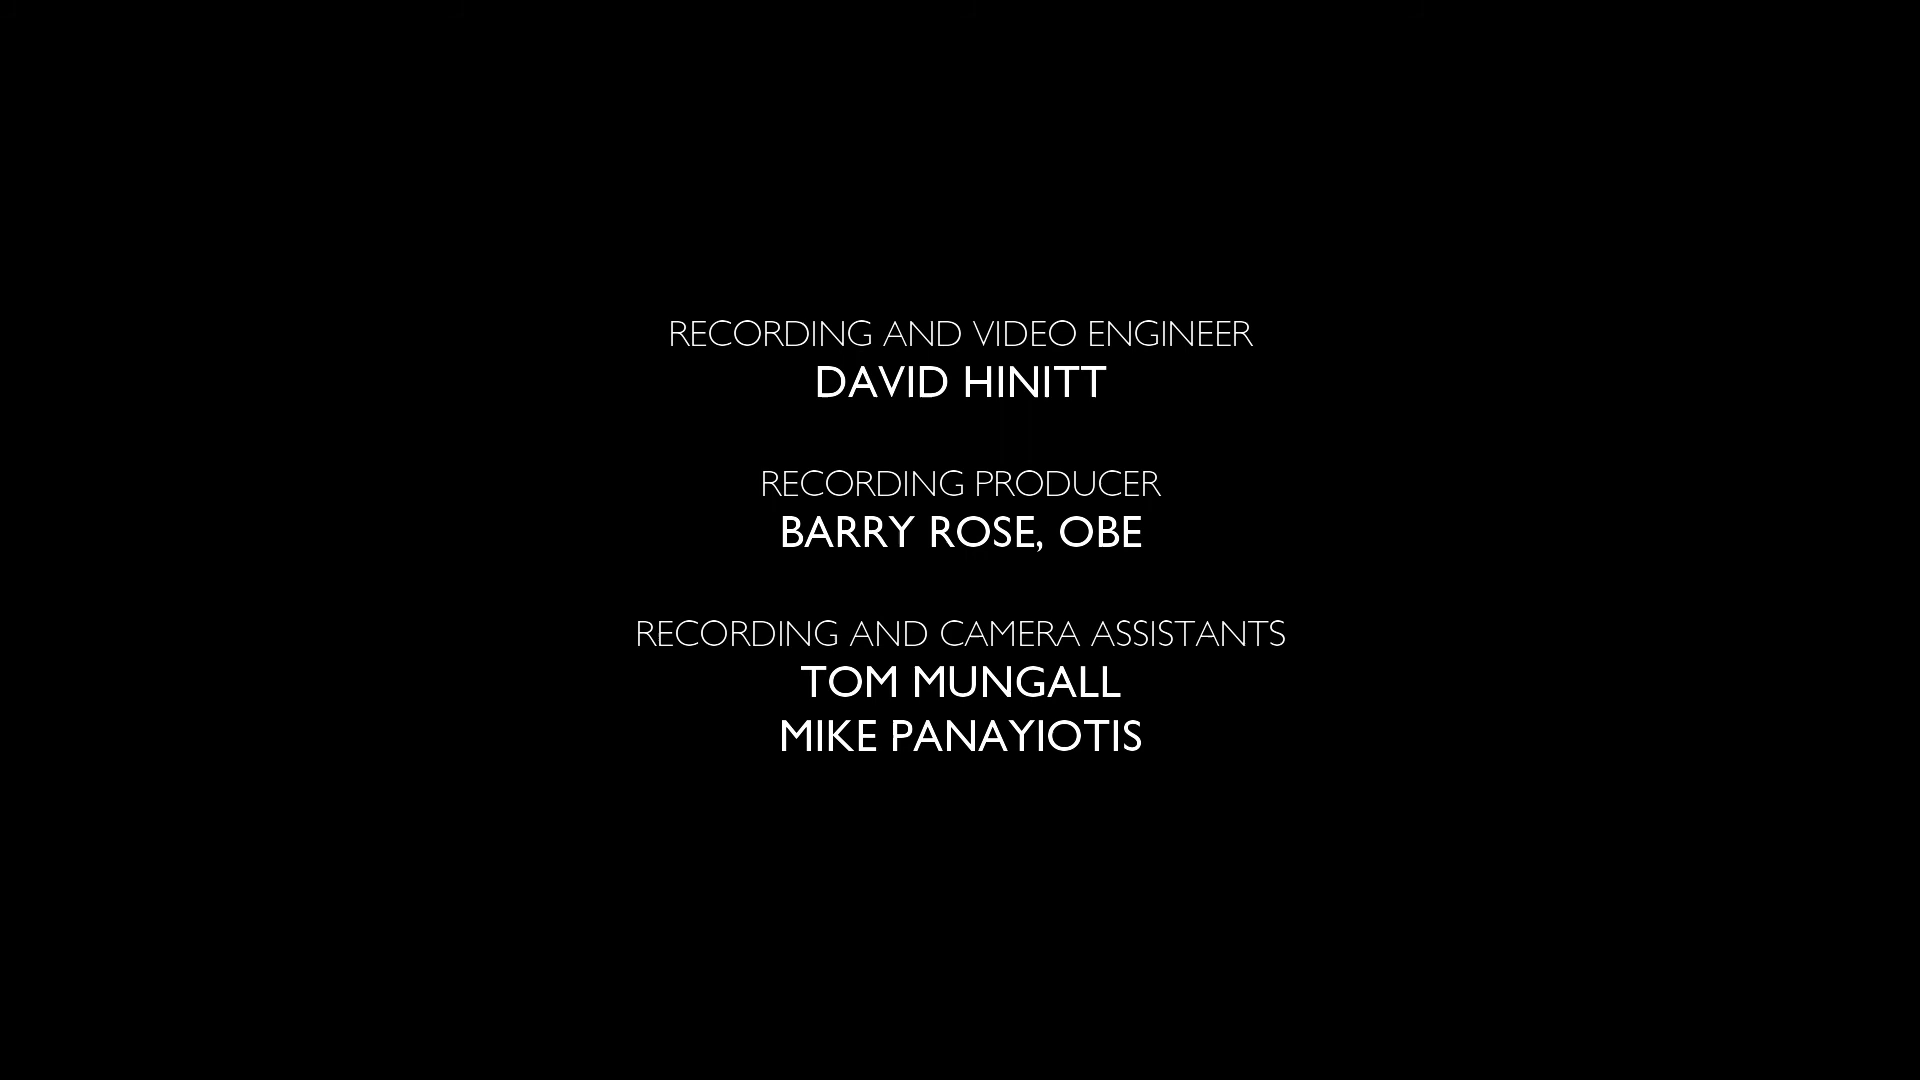 RECORDING AND VIDEO ENGINEER
DAVID HINITT
RECORDING PRODUCER
BARRY ROSE, OBE
RECORDING AND CAMERA ASSISTANTS
TOM MUNGALL
MIKE PANAYIOTIS